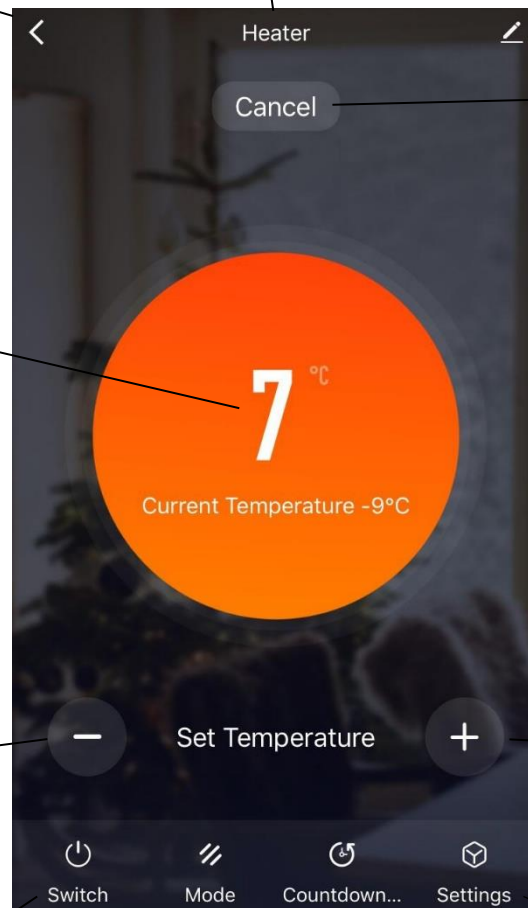 Heater
Cancel
7 °C
Current Temperature -9°C
Set Temperature
Switch Mode Countdown... Settings